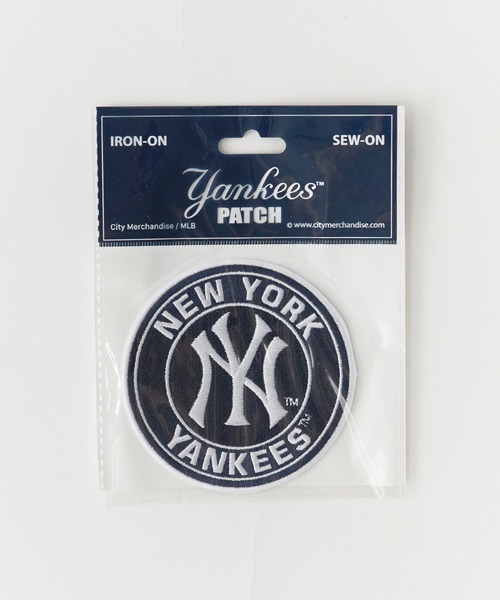 IRON-ON
SEW-ON
Yankees™
PATCH
City Merchandise / MLB
© www.citymerchandise.com
NEW YORK
NY
TM
YANKEES™